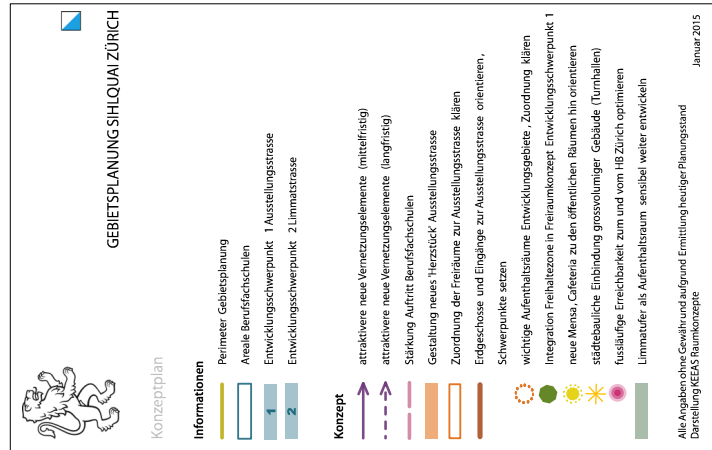 GEBIETSPLANUNG SIHLQUAI ZÜRICH
Konzeptplan
Informationen
Perimeter Gebietsplanung
Areale Berufsfachschulen
1 Entwicklungsschwerpunkt 1 Ausstellungsstrasse
2 Entwicklungsschwerpunkt 2 Limmatstrasse
Konzept
attraktivere neue Vernetzungselemente (mittelfristig)
attraktivere neue Vernetzungselemente (langfristig)
Stärkung Auftritt Berufsfachschulen
Gestaltung neues 'Herzstück' Ausstellungsstrasse
Zuordnung der Freiräume zur Ausstellungsstrasse klären
Erdgeschosse und Eingänge zur Ausstellungsstrasse orientieren,
Schwerpunkte setzen
wichtige Aufenthaltsräume Entwicklungsgebiete, Zuordnung klären
Integration Freihaltezone in Freiraumkonzept Entwicklungsschwerpunkt 1
neue Mensa, Cafeteria zu den öffentlichen Räumen hin orientieren
städtebauliche Einbindung grossvolumiger Gebäude (Turnhallen)
fussläufige Erreichbarkeit zum und vom HB Zürich optimieren
Limmatufer als Aufenthaltsraum sensibel weiter entwickeln
Alle Angaben ohne Gewähr und aufgrund Ermittlung heutiger Planungsstand
Darstellung KEEAS Raumkonzepte
Januar 2015